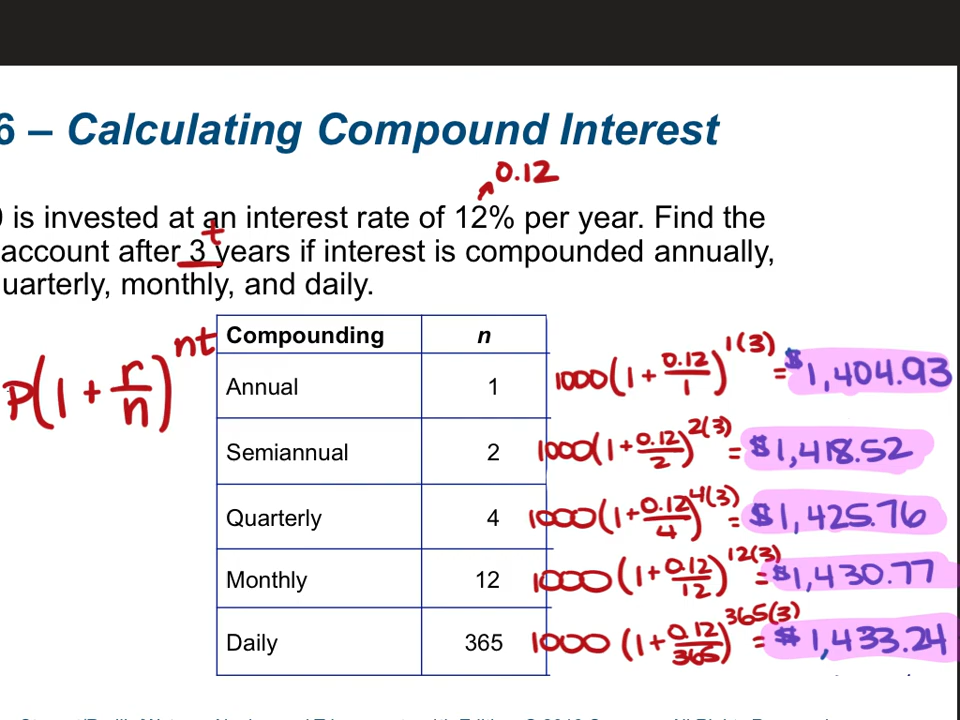 6 – Calculating Compound Interest
0.12
0 is invested at an interest rate of 12% per year. Find the
t
account after 3 years if interest is compounded annually,
uarterly, monthly, and daily.
P(1 + r/n)^nt
Compounding n
Annual 1 1000(1 + 0.12/1)^1(3) = $1,404.93
Semiannual 2 1000(1 + 0.12/2)^2(3) = $1,418.52
Quarterly 4 1000(1 + 0.12/4)^4(3) = $1,425.76
Monthly 12 1000(1 + 0.12/12)^12(3) = $1,430.77
Daily 365 1000(1 + 0.12/365)^365(3) = $1,433.24